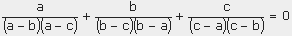 a/((a − b)(a − c)) + b/((b − c)(b − a)) + c/((c − a)(c − b)) = 0